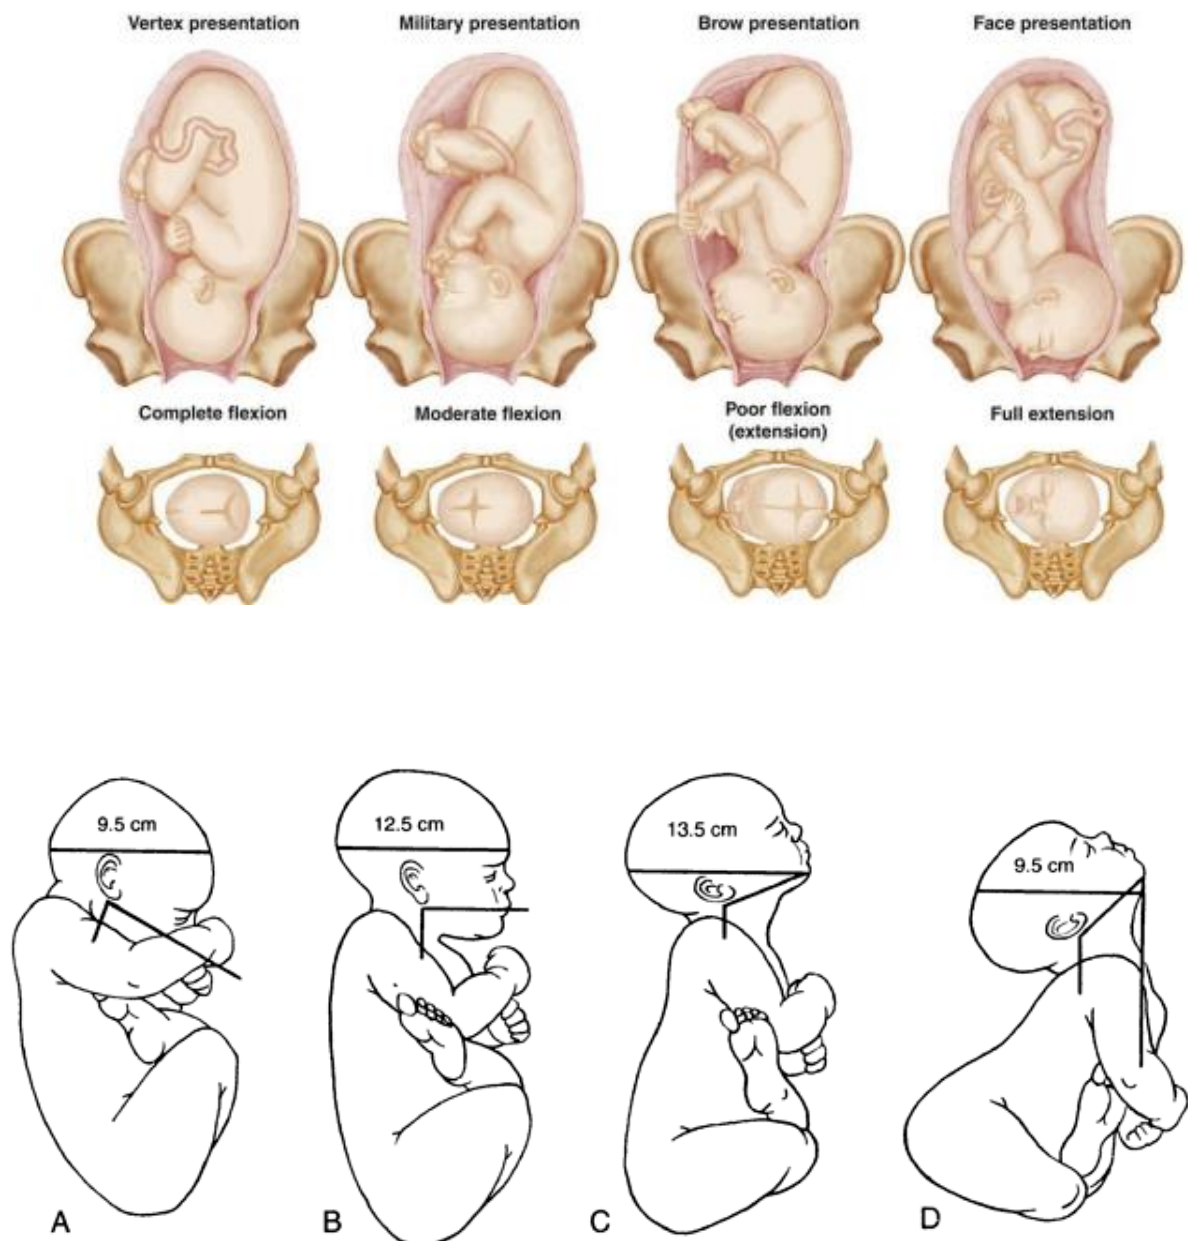 Vertex presentation
Military presentation
Brow presentation
Face presentation
Complete flexion
Moderate flexion
Poor flexion
(extension)
Full extension
9.5 cm
12.5 cm
13.5 cm
9.5 cm
A
B
C
D